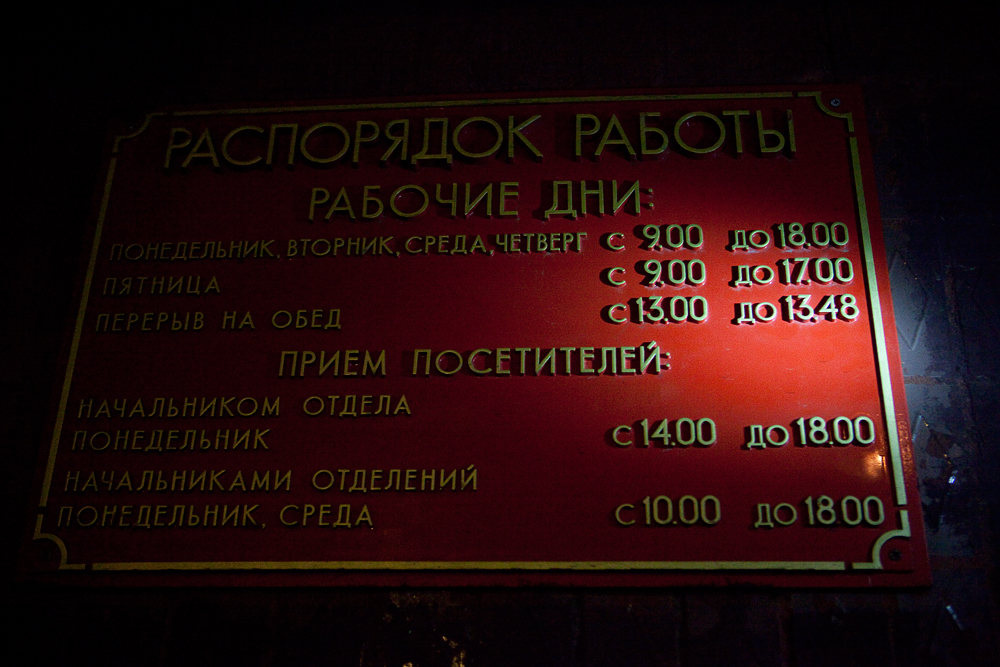 РАСПОРЯДОК РАБОТЫ
РАБОЧИЕ ДНИ:
ПОНЕДЕЛЬНИК, ВТОРНИК, СРЕДА, ЧЕТВЕРГ С 9.00 ДО 18.00
ПЯТНИЦА С 9.00 ДО 17.00
ПЕРЕРЫВ НА ОБЕД С 13.00 ДО 13.48
ПРИЕМ ПОСЕТИТЕЛЕЙ:
НАЧАЛЬНИКОМ ОТДЕЛА
ПОНЕДЕЛЬНИК С 14.00 ДО 18.00
НАЧАЛЬНИКАМИ ОТДЕЛЕНИЙ
ПОНЕДЕЛЬНИК, СРЕДА С 10.00 ДО 18.00